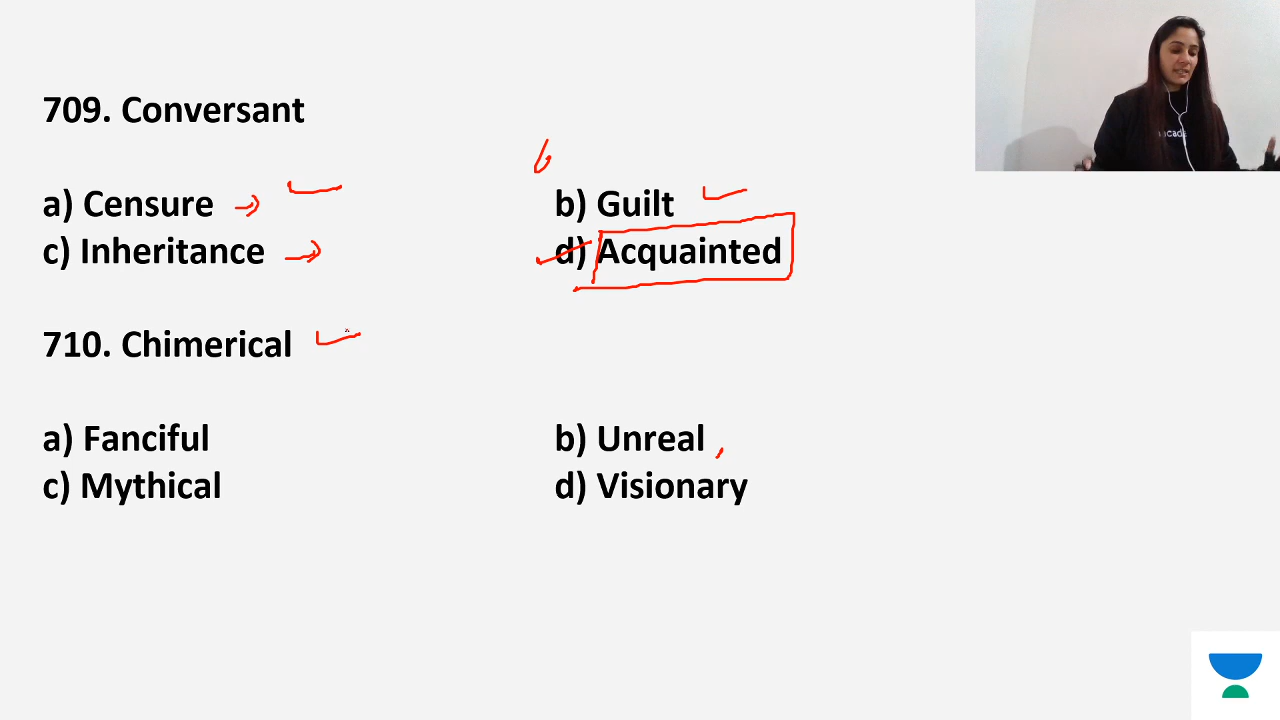 709. Conversant
a) Censure b) Guilt
c) Inheritance d) Acquainted
710. Chimerical
a) Fanciful b) Unreal
c) Mythical d) Visionary